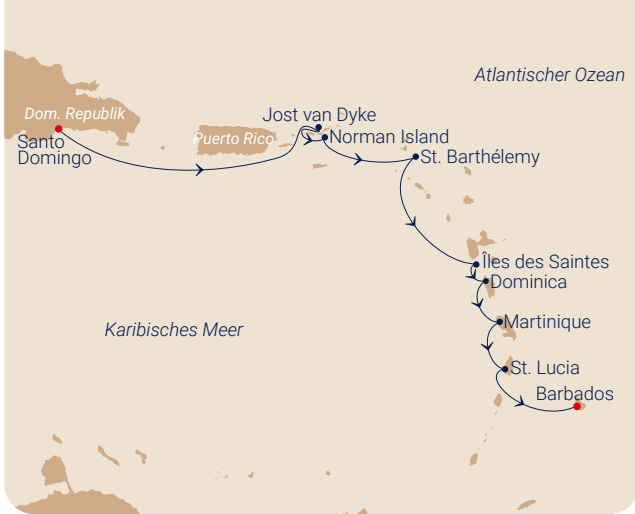 Atlantischer Ozean
Dom. Republik
Jost van Dyke
Santo
Domingo
Puerto Rico
Norman Island
St. Barthélemy
Îles des Saintes
Dominica
Martinique
Karibisches Meer
St. Lucia
Barbados